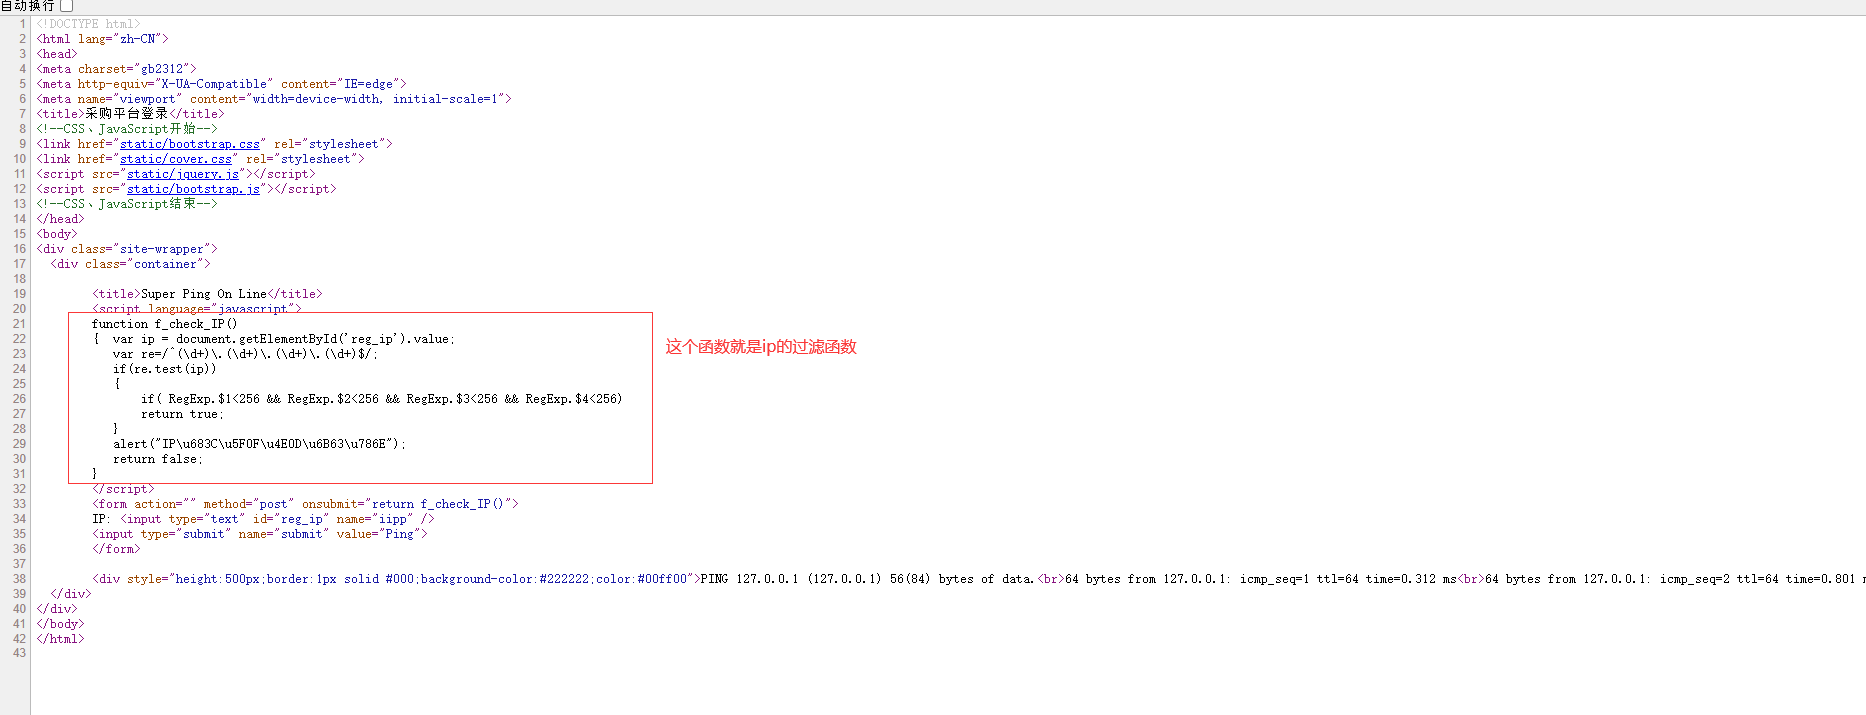 自动换行
1 <!DOCTYPE html>
2 <html lang="zh-CN">
3 <head>
4 <meta charset="gb2312">
5 <meta http-equiv="X-UA-Compatible" content="IE=edge">
6 <meta name="viewport" content="width=device-width, initial-scale=1">
7 <title>采购平台登录</title>
8 <!--CSS、JavaScript开始-->
9 <link href="static/bootstrap.css" rel="stylesheet">
10 <link href="static/cover.css" rel="stylesheet">
11 <script src="static/jquery.js"></script>
12 <script src="static/bootstrap.js"></script>
13 <!--CSS、JavaScript结束-->
14 </head>
15 <body>
16 <div class="site-wrapper">
17 <div class="container">
18
19 <title>Super Ping On Line</title>
20 <script language="javascript">
21 function f_check_IP()
22 { var ip = document.getElementById('reg_ip').value;
23 var re=/^(\d+)\.(\d+)\.(\d+)\.(\d+)$/;
这个函数就是ip的过滤函数
24 if(re.test(ip))
25 {
26 if( RegExp.$1<256 && RegExp.$2<256 && RegExp.$3<256 && RegExp.$4<256)
27 return true;
28 }
29 alert("IP\u683C\u5F0F\u4E0D\u6B63\u786E");
30 return false;
31 }
32 </script>
33 <form action="" method="post" onsubmit="return f_check_IP()">
34 IP: <input type="text" id="reg_ip" name="iipp" />
35 <input type="submit" name="submit" value="Ping">
36 </form>
37
38 <div style="height:500px;border:1px solid #000;background-color:#222222;color:#00ff00">PING 127.0.0.1 (127.0.0.1) 56(84) bytes of data.<br>64 bytes from 127.0.0.1: icmp_seq=1 ttl=64 time=0.312 ms<br>64 bytes from 127.0.0.1: icmp_seq=2 ttl=64 time=0.801
39 </div>
40 </div>
41 </body>
42 </html>
43